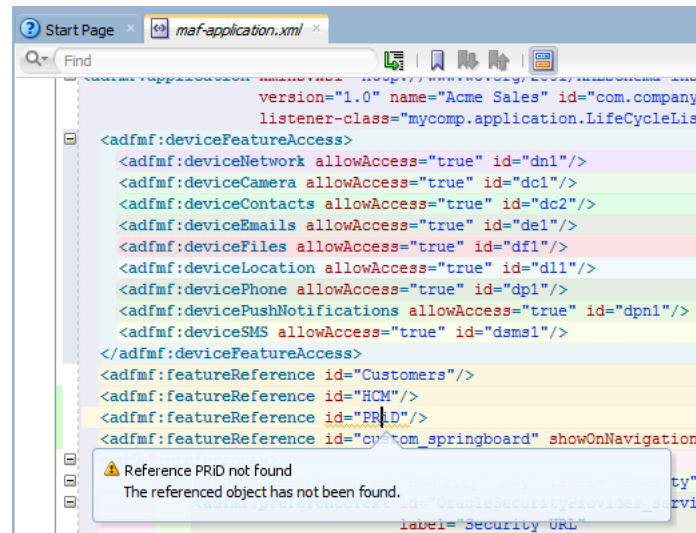 Start Page
maf-application.xml
Find
version="1.0" name="Acme Sales" id="com.company
listener-class="mycomp.application.LifeCycleLis
<adfmf:deviceFeatureAccess>
<adfmf:deviceNetwork allowAccess="true" id="dn1"/>
<adfmf:deviceCamera allowAccess="true" id="dc1"/>
<adfmf:deviceContacts allowAccess="true" id="dc2"/>
<adfmf:deviceEmails allowAccess="true" id="de1"/>
<adfmf:deviceFiles allowAccess="true" id="df1"/>
<adfmf:deviceLocation allowAccess="true" id="dl1"/>
<adfmf:devicePhone allowAccess="true" id="dp1"/>
<adfmf:devicePushNotifications allowAccess="true" id="dpn1"/>
<adfmf:deviceSMS allowAccess="true" id="dsms1"/>
</adfmf:deviceFeatureAccess>
<adfmf:featureReference id="Customers"/>
<adfmf:featureReference id="HCM"/>
<adfmf:featureReference id="PRiD"/>
<adfmf:featureReference id="custom_springboard" showOnNavigation
Reference PRiD not found
The referenced object has not been found.
ty"
id="OracleSecurityProvider_servi
label="Security URL"